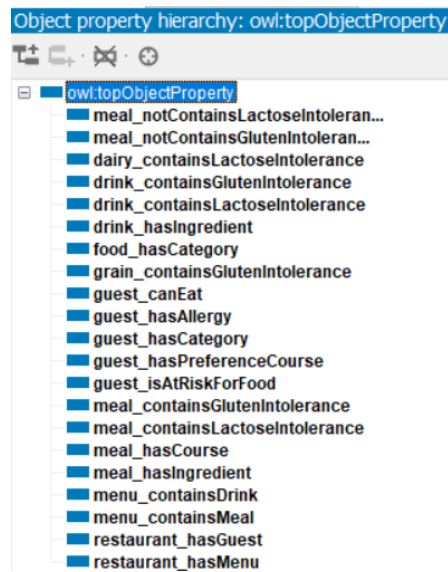 Object property hierarchy: owl:topObjectProperty
owl:topObjectProperty
meal_notContainsLactoseIntoleran...
meal_notContainsGlutenIntoleran...
dairy_containsLactoseIntolerance
drink_containsGlutenIntolerance
drink_containsLactoseIntolerance
drink_hasIngredient
food_hasCategory
grain_containsGlutenIntolerance
guest_canEat
guest_hasAllergy
guest_hasCategory
guest_hasPreferenceCourse
guest_isAtRiskForFood
meal_containsGlutenIntolerance
meal_containsLactoseIntolerance
meal_hasCourse
meal_hasIngredient
menu_containsDrink
menu_containsMeal
restaurant_hasGuest
restaurant_hasMenu